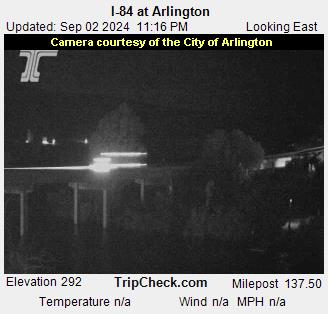 I-84 at Arlington
Updated: Sep 02 2024 11:16 PM Looking East
Camera courtesy of the City of Arlington
Elevation 292 TripCheck.com Milepost 137.50
Temperature n/a Wind n/a MPH n/a